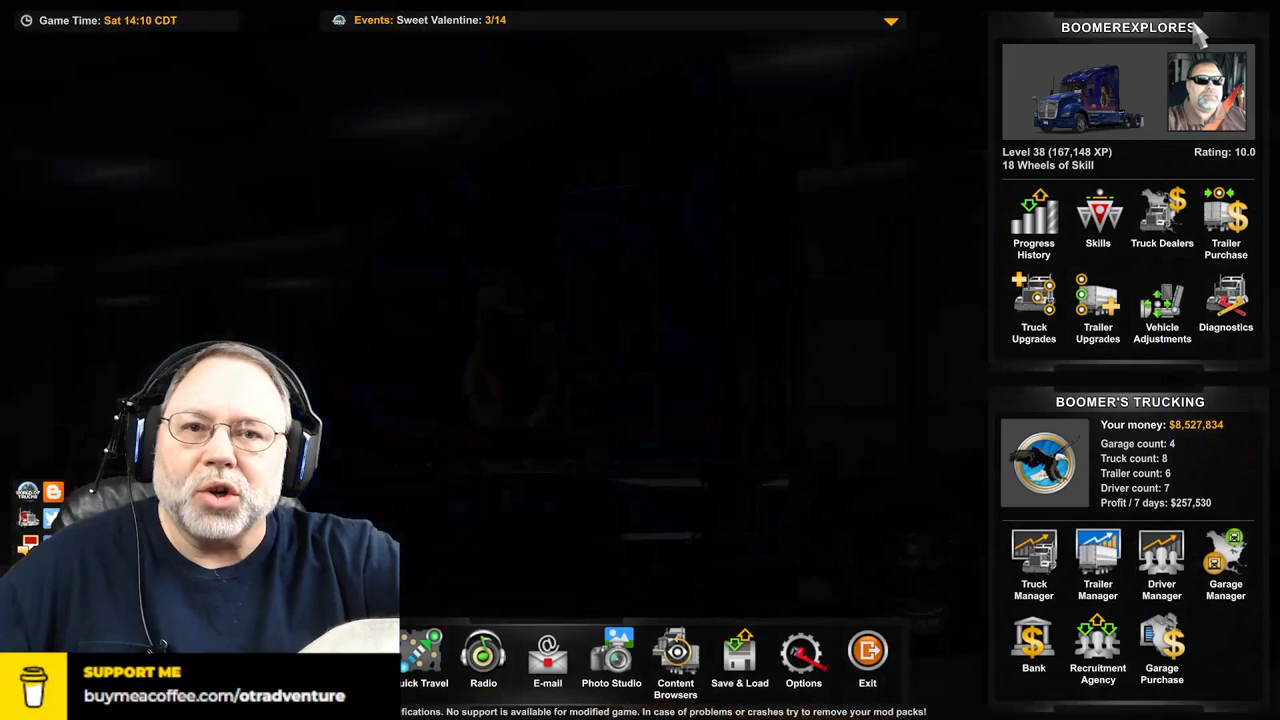 Game Time: Sat 14:10 CDT
Events: Sweet Valentine: 3/14
BOOMEREXPLORES
Level 38 (167,148 XP)
Rating: 10.0
18 Wheels of Skill
Progress History
Skills
Truck Dealers
Trailer Purchase
Truck Upgrades
Trailer Upgrades
Vehicle Adjustments
Diagnostics
BOOMER'S TRUCKING
Your money: $8,527,834
Garage count: 4
Truck count: 8
Trailer count: 6
Driver count: 7
Profit / 7 days: $257,530
Truck Manager
Trailer Manager
Driver Manager
Garage Manager
Bank
Recruitment Agency
Garage Purchase
uick Travel
Radio
E-mail
Photo Studio
Content Browsers
Save & Load
Options
Exit
SUPPORT ME
buymeacoffee.com/otradventure
fications. No support is available for modified game. In case of problems or crashes try to remove your mod packs!